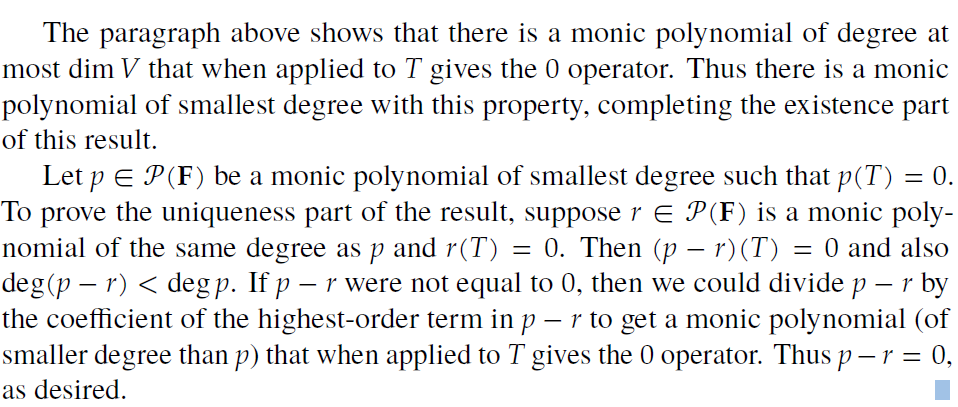 The paragraph above shows that there is a monic polynomial of degree at
most dim V that when applied to T gives the 0 operator. Thus there is a monic
polynomial of smallest degree with this property, completing the existence part
of this result.
Let p ∈ 𝒫(𝐅) be a monic polynomial of smallest degree such that p(T) = 0.
To prove the uniqueness part of the result, suppose r ∈ 𝒫(𝐅) is a monic poly-
nomial of the same degree as p and r(T) = 0. Then (p − r)(T) = 0 and also
deg(p − r) < deg p. If p − r were not equal to 0, then we could divide p − r by
the coefficient of the highest-order term in p − r to get a monic polynomial (of
smaller degree than p) that when applied to T gives the 0 operator. Thus p − r = 0,
as desired.